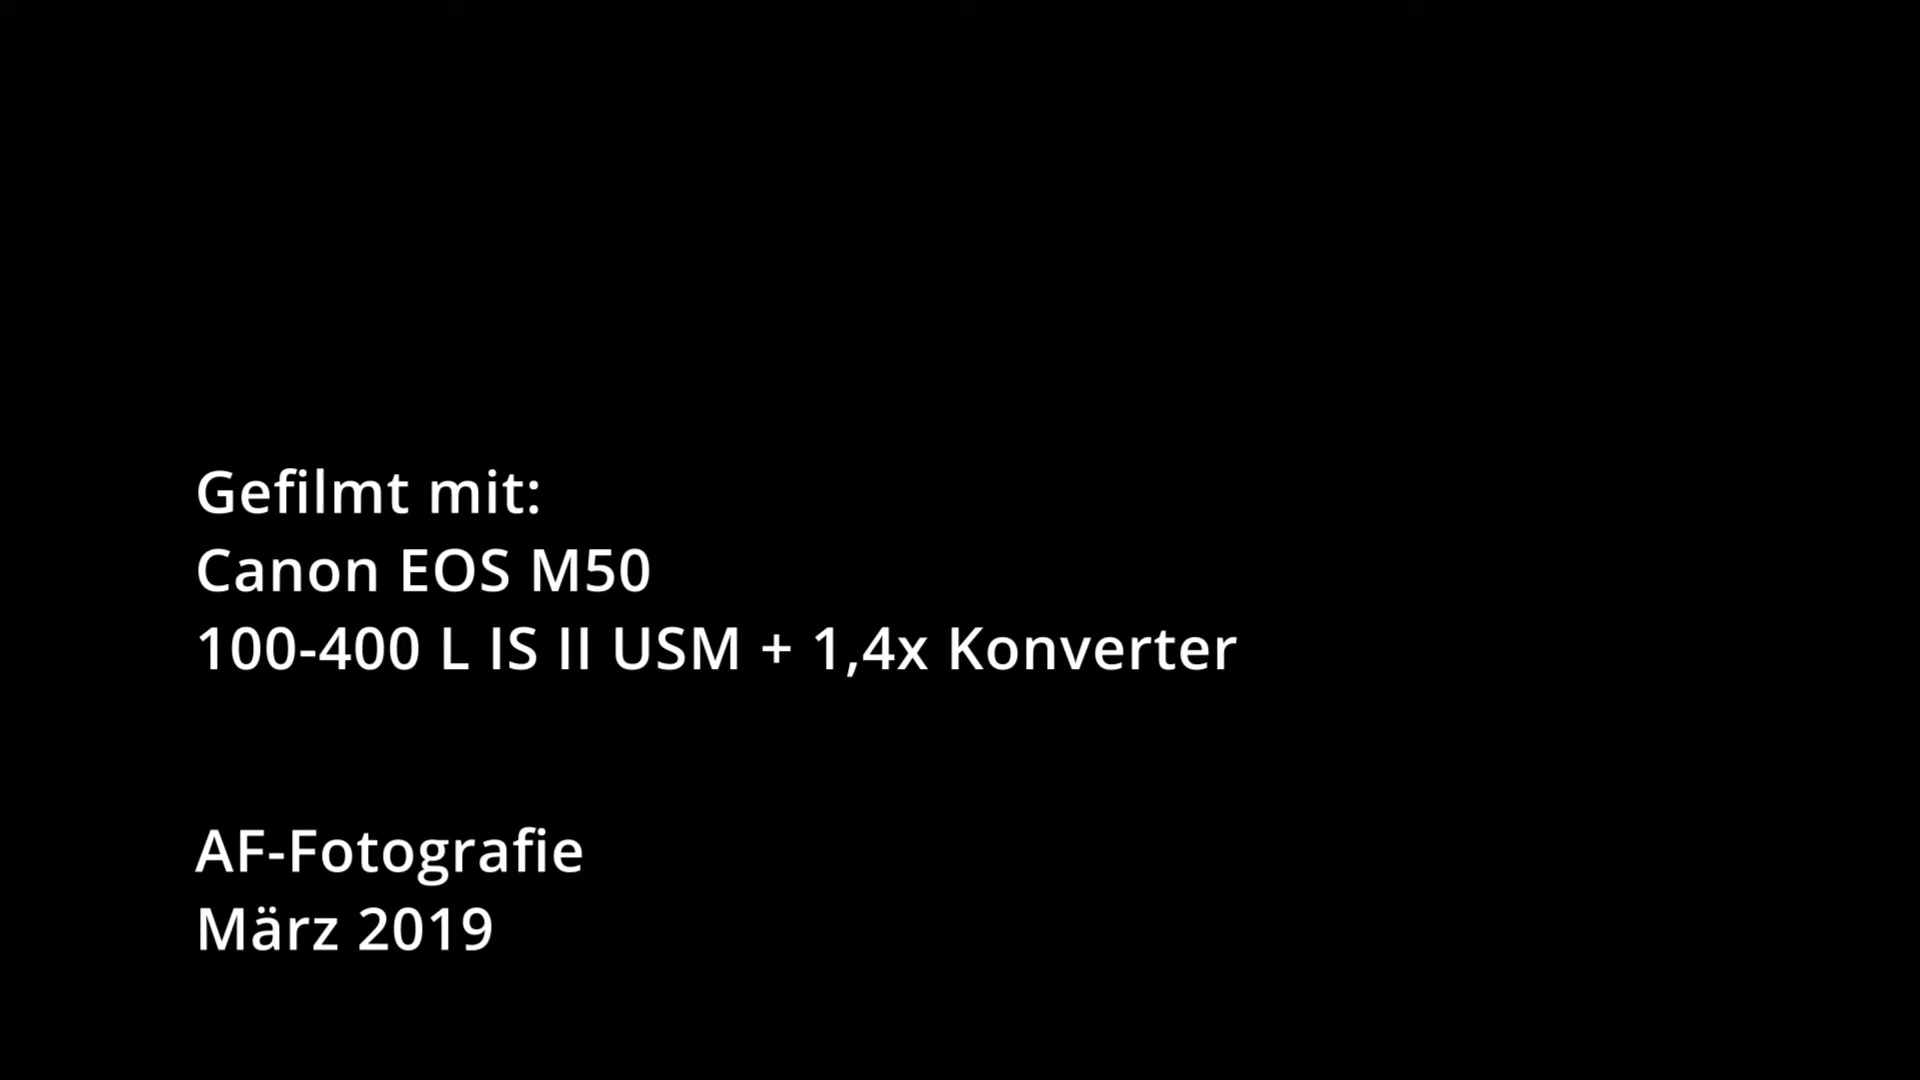 Gefilmt mit:
Canon EOS M50
100-400 L IS II USM + 1,4x Konverter
AF-Fotografie
März 2019